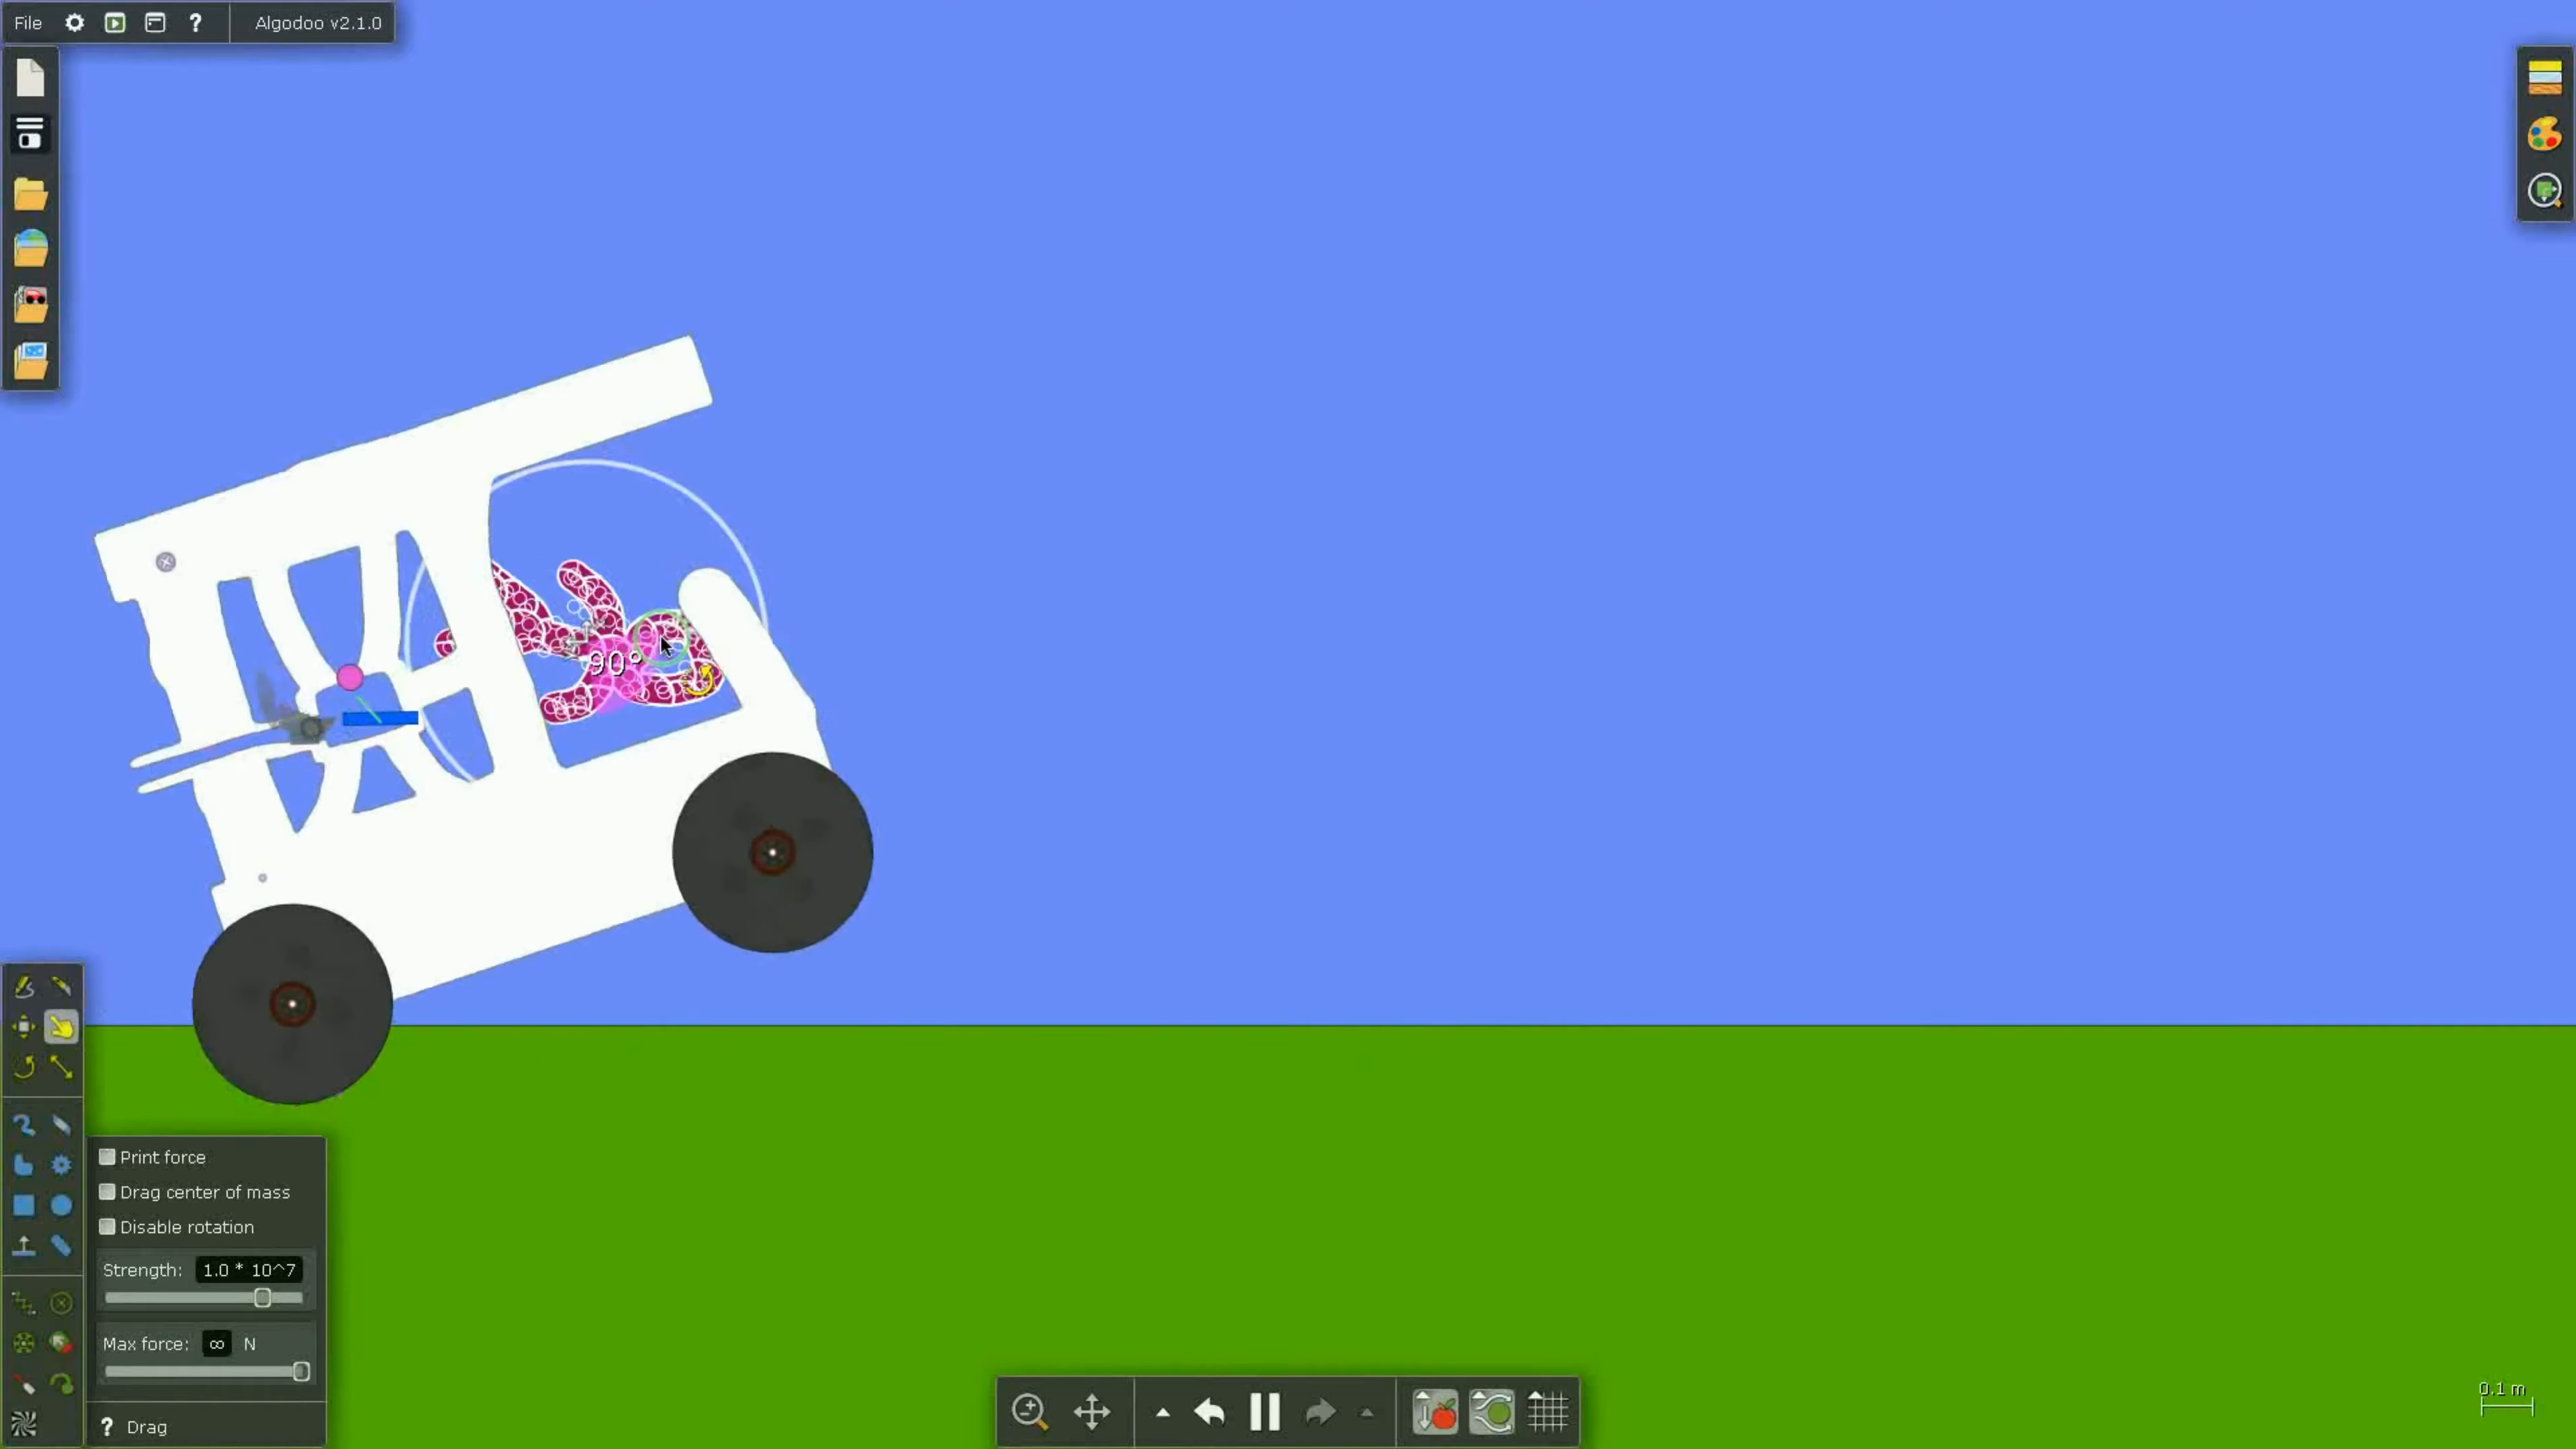 File
Algodoo v2.1.0
90°
Print force
Drag center of mass
Disable rotation
Strength: 1.0 * 10^7
Max force: ∞ N
? Drag
0.1 m